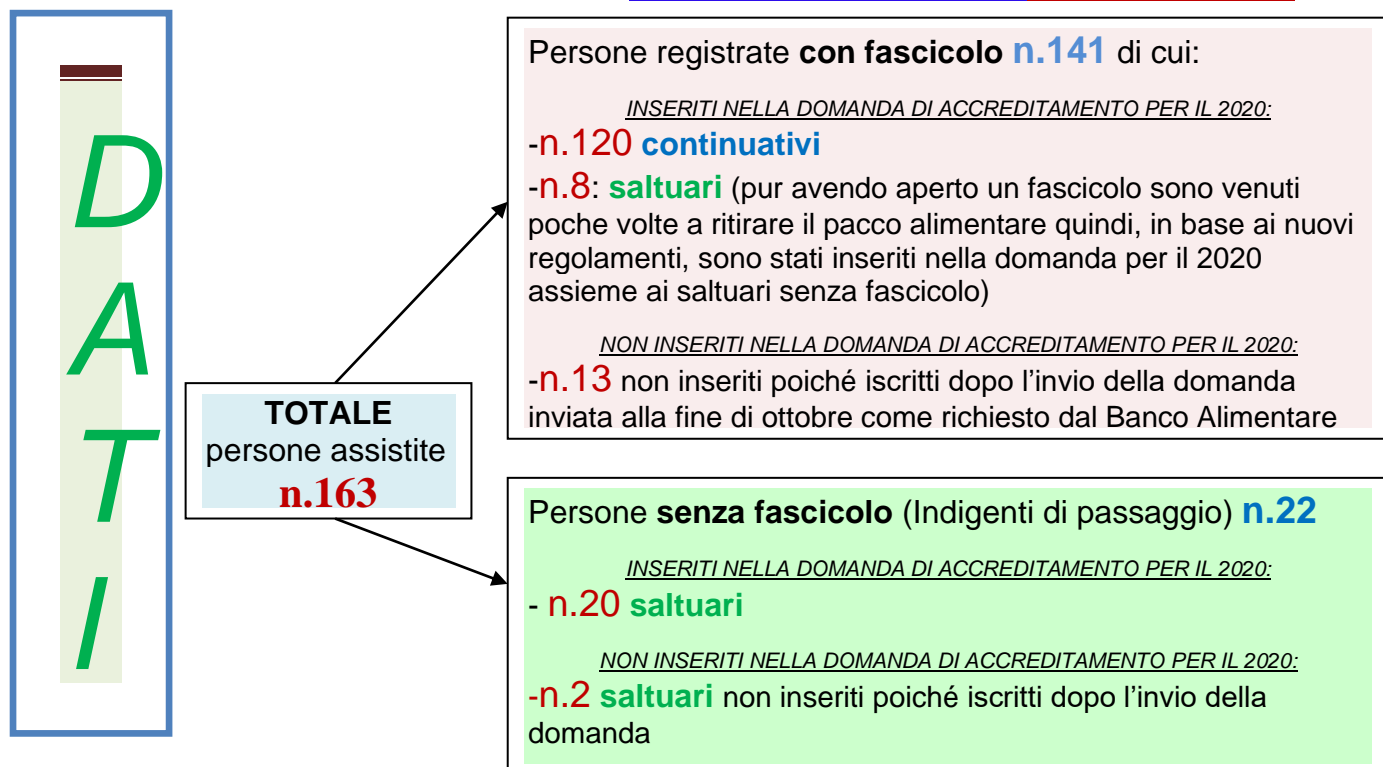 D
A
T
I
TOTALE
persone assistite
n.163
Persone registrate con fascicolo n.141 di cui:
INSERITI NELLA DOMANDA DI ACCREDITAMENTO PER IL 2020:
-n.120 continuativi
-n.8: saltuari (pur avendo aperto un fascicolo sono venuti
poche volte a ritirare il pacco alimentare quindi, in base ai nuovi
regolamenti, sono stati inseriti nella domanda per il 2020
assieme ai saltuari senza fascicolo)
NON INSERITI NELLA DOMANDA DI ACCREDITAMENTO PER IL 2020:
-n.13 non inseriti poiché iscritti dopo l’invio della domanda
inviata alla fine di ottobre come richiesto dal Banco Alimentare
Persone senza fascicolo (Indigenti di passaggio) n.22
INSERITI NELLA DOMANDA DI ACCREDITAMENTO PER IL 2020:
- n.20 saltuari
NON INSERITI NELLA DOMANDA DI ACCREDITAMENTO PER IL 2020:
-n.2 saltuari non inseriti poiché iscritti dopo l’invio della
domanda